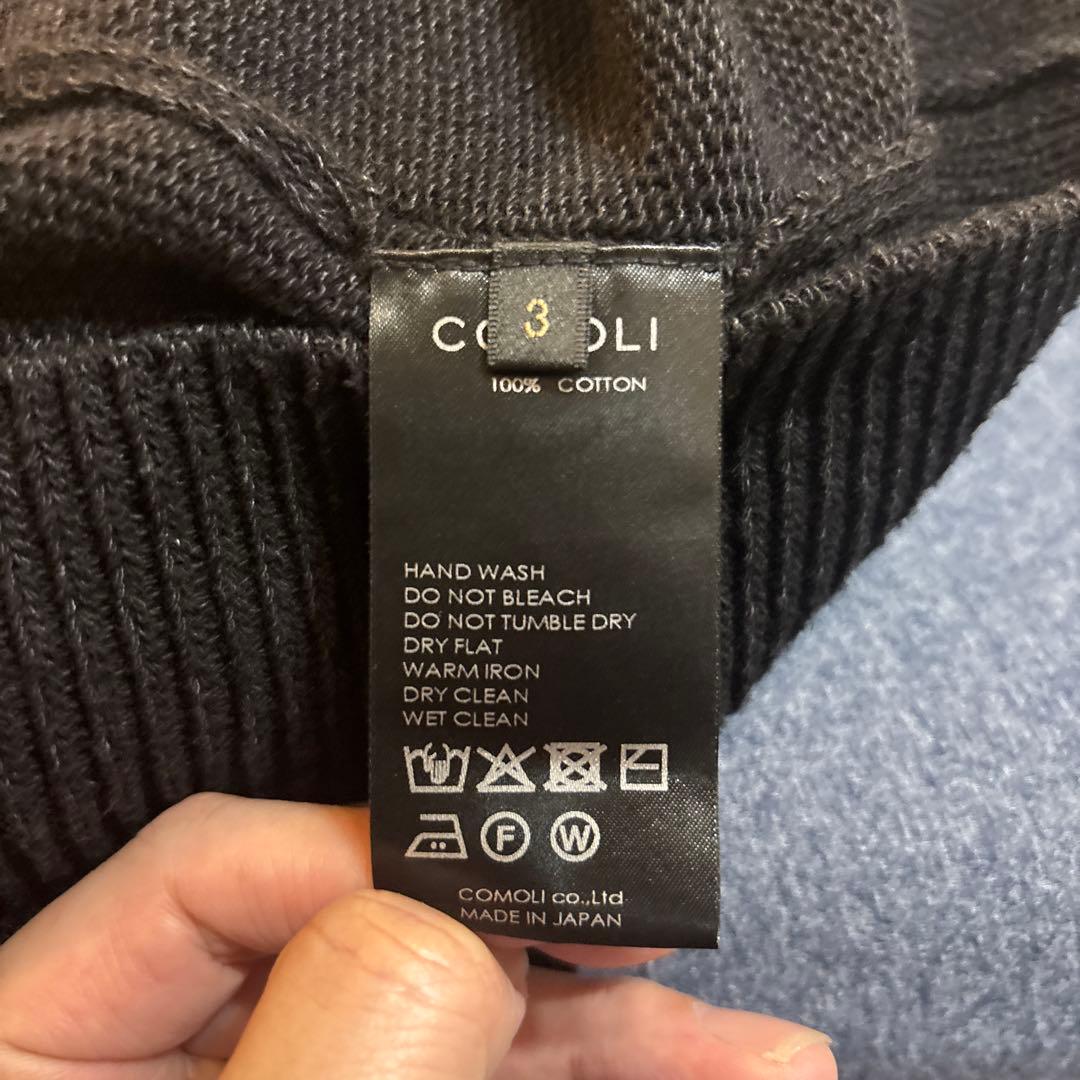 3
COMOLI
100% COTTON
HAND WASH
DO NOT BLEACH
DO NOT TUMBLE DRY
DRY FLAT
WARM IRON
DRY CLEAN
WET CLEAN
F W
COMOLI co.,Ltd
MADE IN JAPAN